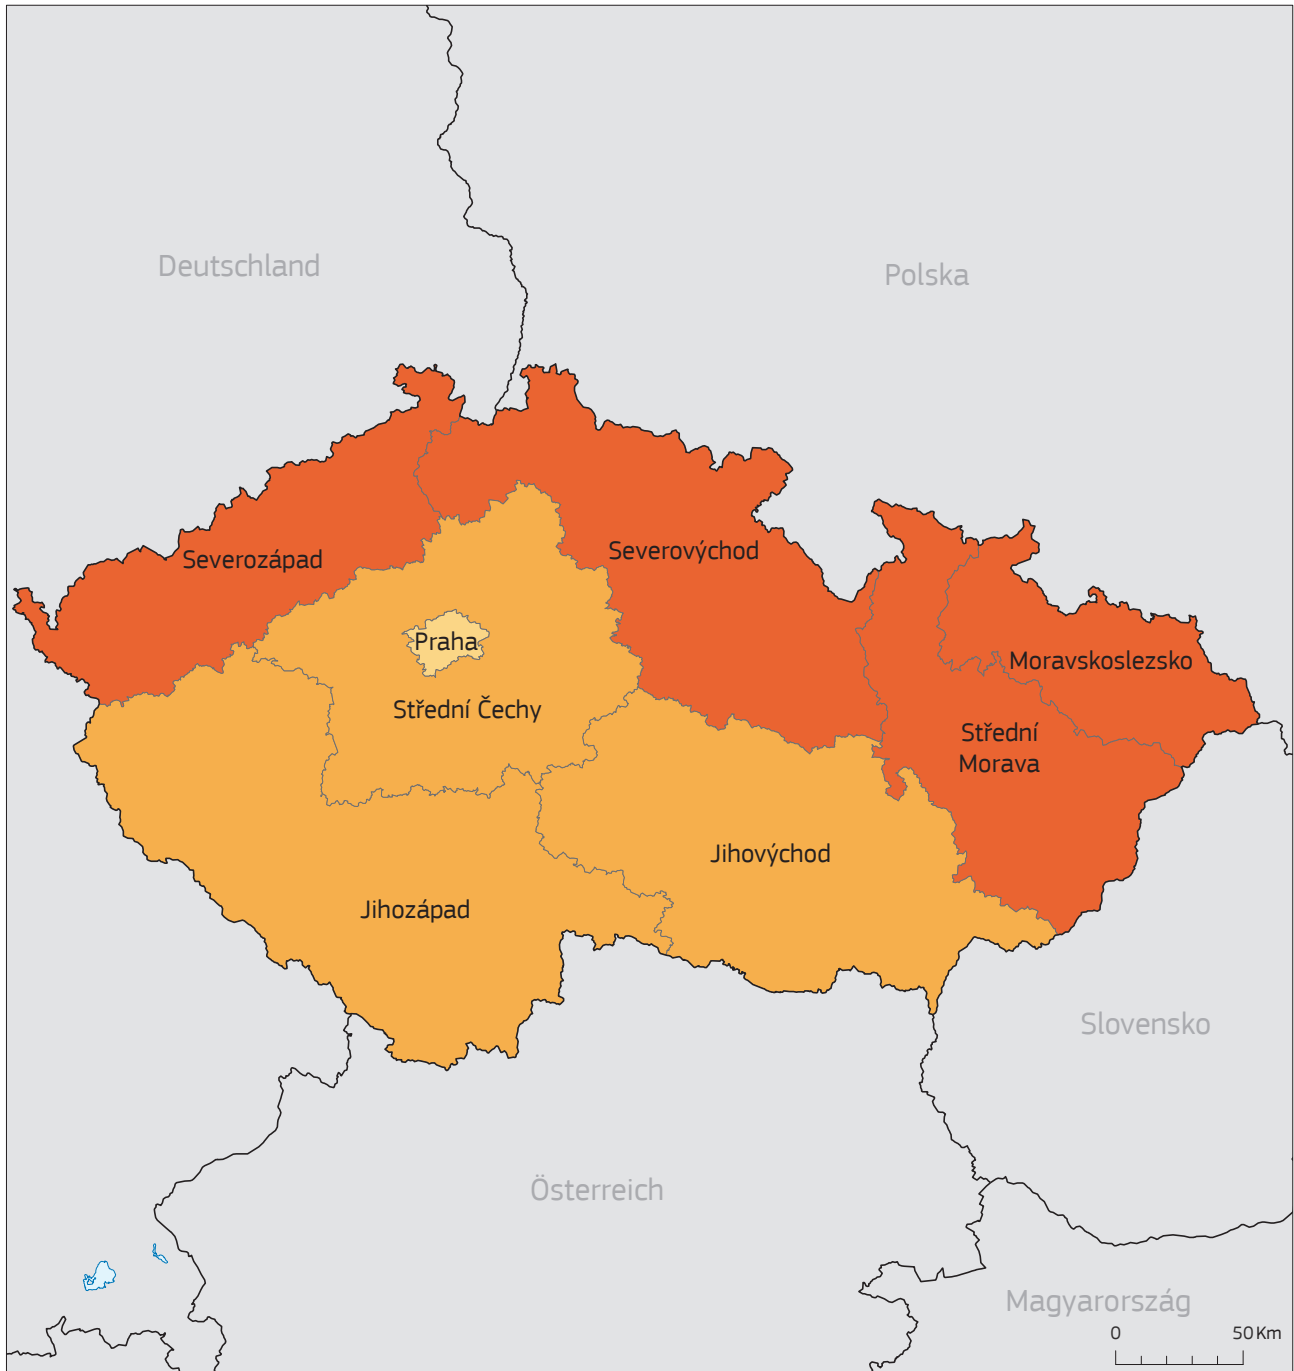 Deutschland
Polska
Severozápad
Severovýchod
Praha
Moravskoslezsko
Střední Čechy
Střední
Morava
Jihovýchod
Jihozápad
Slovensko
Österreich
Magyarország
0 50 Km